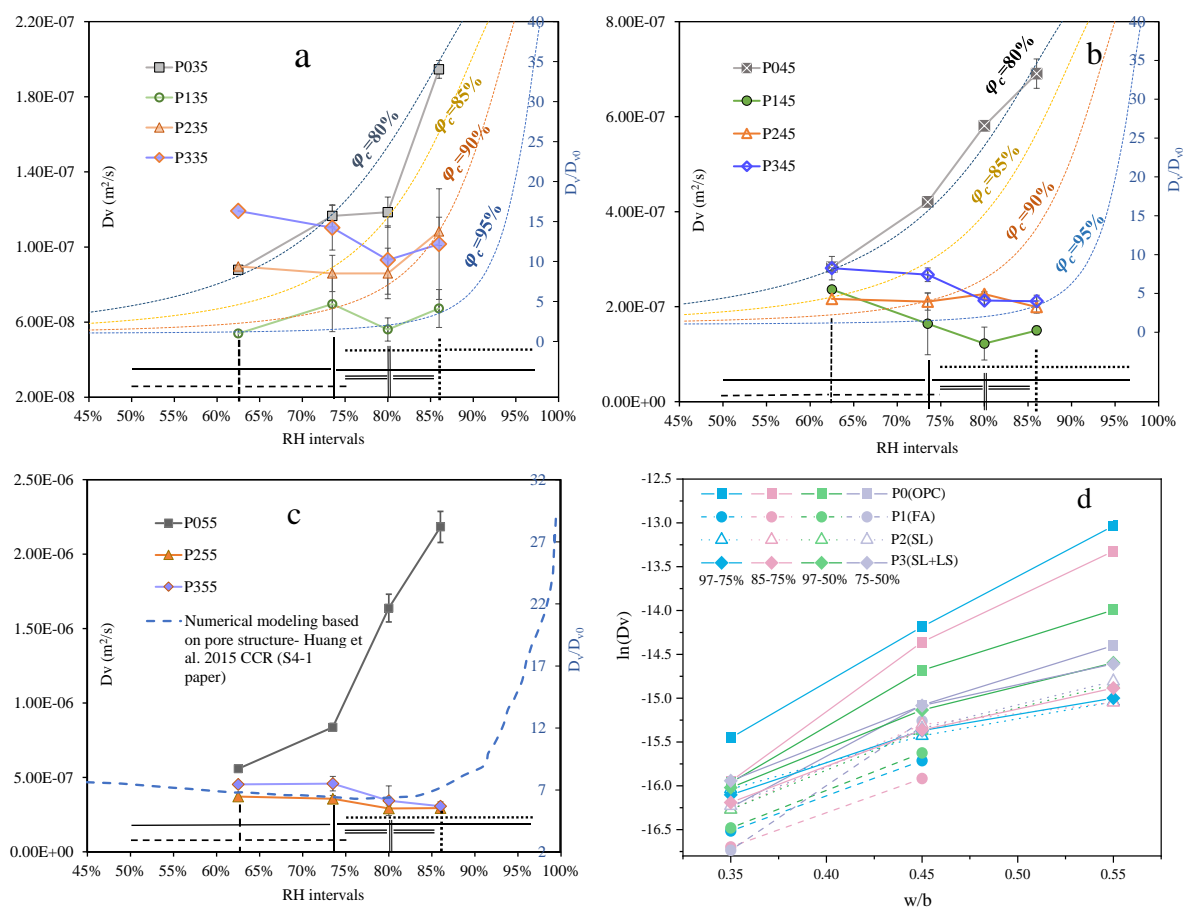 a
2.20E-07
1.80E-07
1.40E-07
1.00E-07
6.00E-08
2.00E-08
Dv (m²/s)
P035
P135
P235
P335
φc=80%
φc=85%
φc=90%
φc=95%
40
35
30
25
20
15
10
5
0
Dv/Dv0
45% 50% 55% 60% 65% 70% 75% 80% 85% 90% 95% 100%
RH intervals
b
8.00E-07
6.00E-07
4.00E-07
2.00E-07
0.00E+00
Dv (m²/s)
P045
P145
P245
P345
φc=80%
φc=85%
φc=90%
φc=95%
40
35
30
25
20
15
10
5
0
Dv/Dv0
45% 50% 55% 60% 65% 70% 75% 80% 85% 90% 95% 100%
RH intervals
c
2.50E-06
2.00E-06
1.50E-06
1.00E-06
5.00E-07
0.00E+00
Dv (m²/s)
P055
P255
P355
Numerical modeling based
on pore structure- Huang et
al. 2015 CCR (S4-1
paper)
32
27
22
17
12
7
2
Dv/Dv0
45% 50% 55% 60% 65% 70% 75% 80% 85% 90% 95% 100%
RH intervals
d
-12.5
-13.0
-13.5
-14.0
-14.5
-15.0
-15.5
-16.0
-16.5
ln(Dv)
P0(OPC)
P1(FA)
P2(SL)
P3(SL+LS)
97-75% 85-75% 97-50% 75-50%
0.35 0.40 0.45 0.50 0.55
w/b